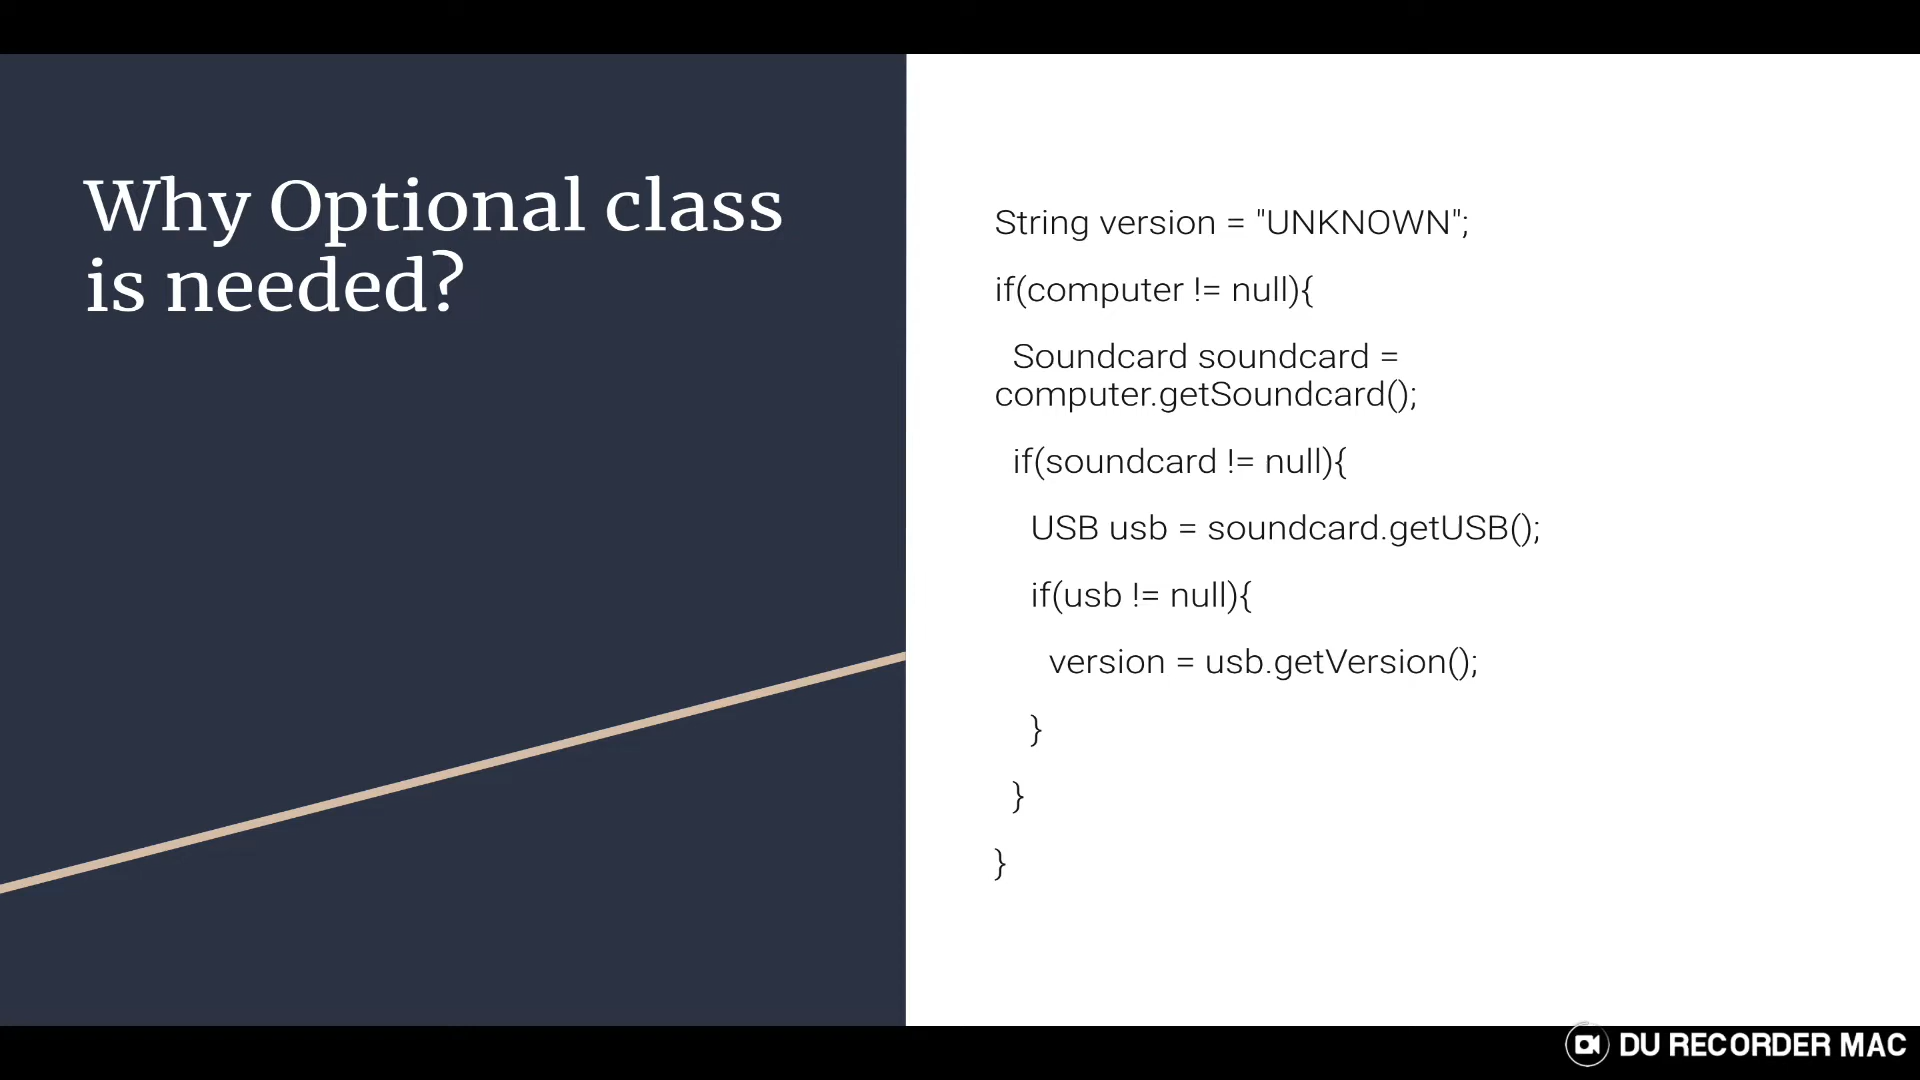 Why Optional class
is needed?
String version = "UNKNOWN";
if(computer != null){
Soundcard soundcard =
computer.getSoundcard();
if(soundcard != null){
USB usb = soundcard.getUSB();
if(usb != null){
version = usb.getVersion();
}
}
}
DU RECORDER MAC